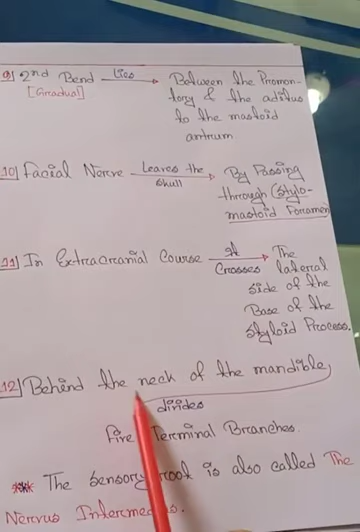 9] 2nd Bend Lies → Between the Promon-
[Gradual] tory & the aditus
to the mastoid
antrum
10] Facial Nerve Leaves the skull → By Passing
through (Stylo-
mastoid Foramen)
11] In Extracranial Course it Crosses → The
lateral
side of the
Base of the
Styloid Process.
12] Behind the neck of the mandible,
divides
five Terminal Branches.
*** The Sensory root is also called The
Nervus Intermedius.